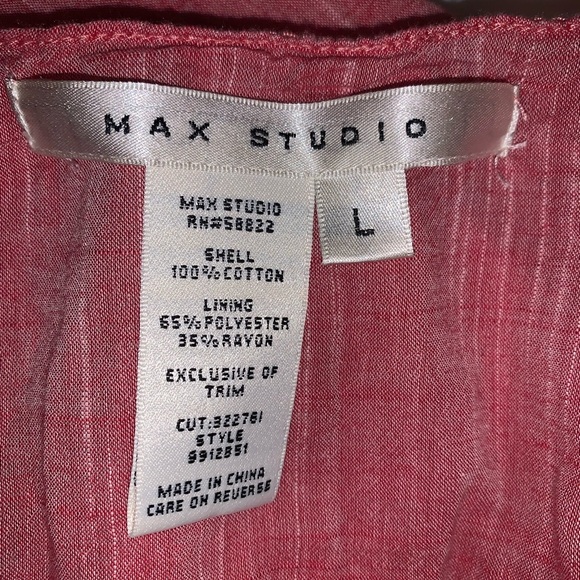 MAX STUDIO
L
MAX STUDIO
RN#58822
SHELL
100%COTTON
LINING
65%POLYESTER
35%RAYON
EXCLUSIVE OF
TRIM
CUT:322761
STYLE
9912851
MADE IN CHINA
CARE ON REVERSE